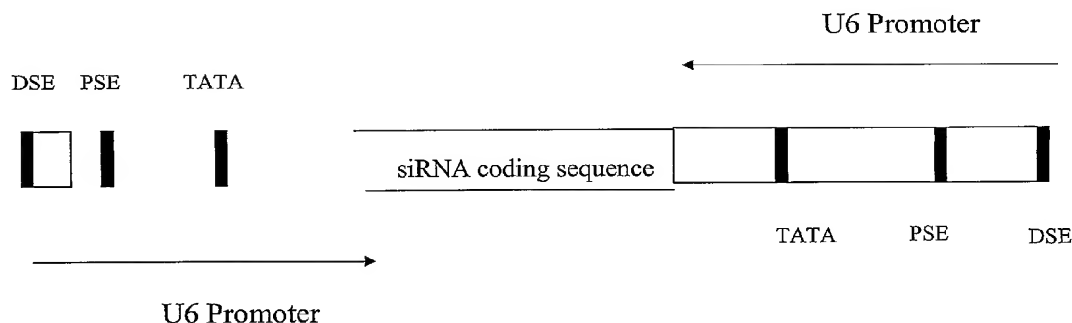 U6 Promoter
DSE PSE TATA
siRNA coding sequence
TATA PSE DSE
U6 Promoter